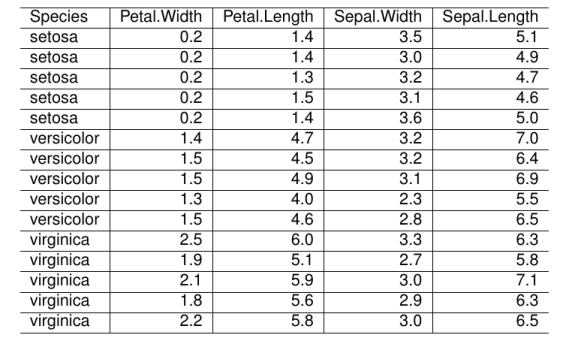 Species Petal.Width Petal.Length Sepal.Width Sepal.Length
setosa 0.2 1.4 3.5 5.1
setosa 0.2 1.4 3.0 4.9
setosa 0.2 1.3 3.2 4.7
setosa 0.2 1.5 3.1 4.6
setosa 0.2 1.4 3.6 5.0
versicolor 1.4 4.7 3.2 7.0
versicolor 1.5 4.5 3.2 6.4
versicolor 1.5 4.9 3.1 6.9
versicolor 1.3 4.0 2.3 5.5
versicolor 1.5 4.6 2.8 6.5
virginica 2.5 6.0 3.3 6.3
virginica 1.9 5.1 2.7 5.8
virginica 2.1 5.9 3.0 7.1
virginica 1.8 5.6 2.9 6.3
virginica 2.2 5.8 3.0 6.5